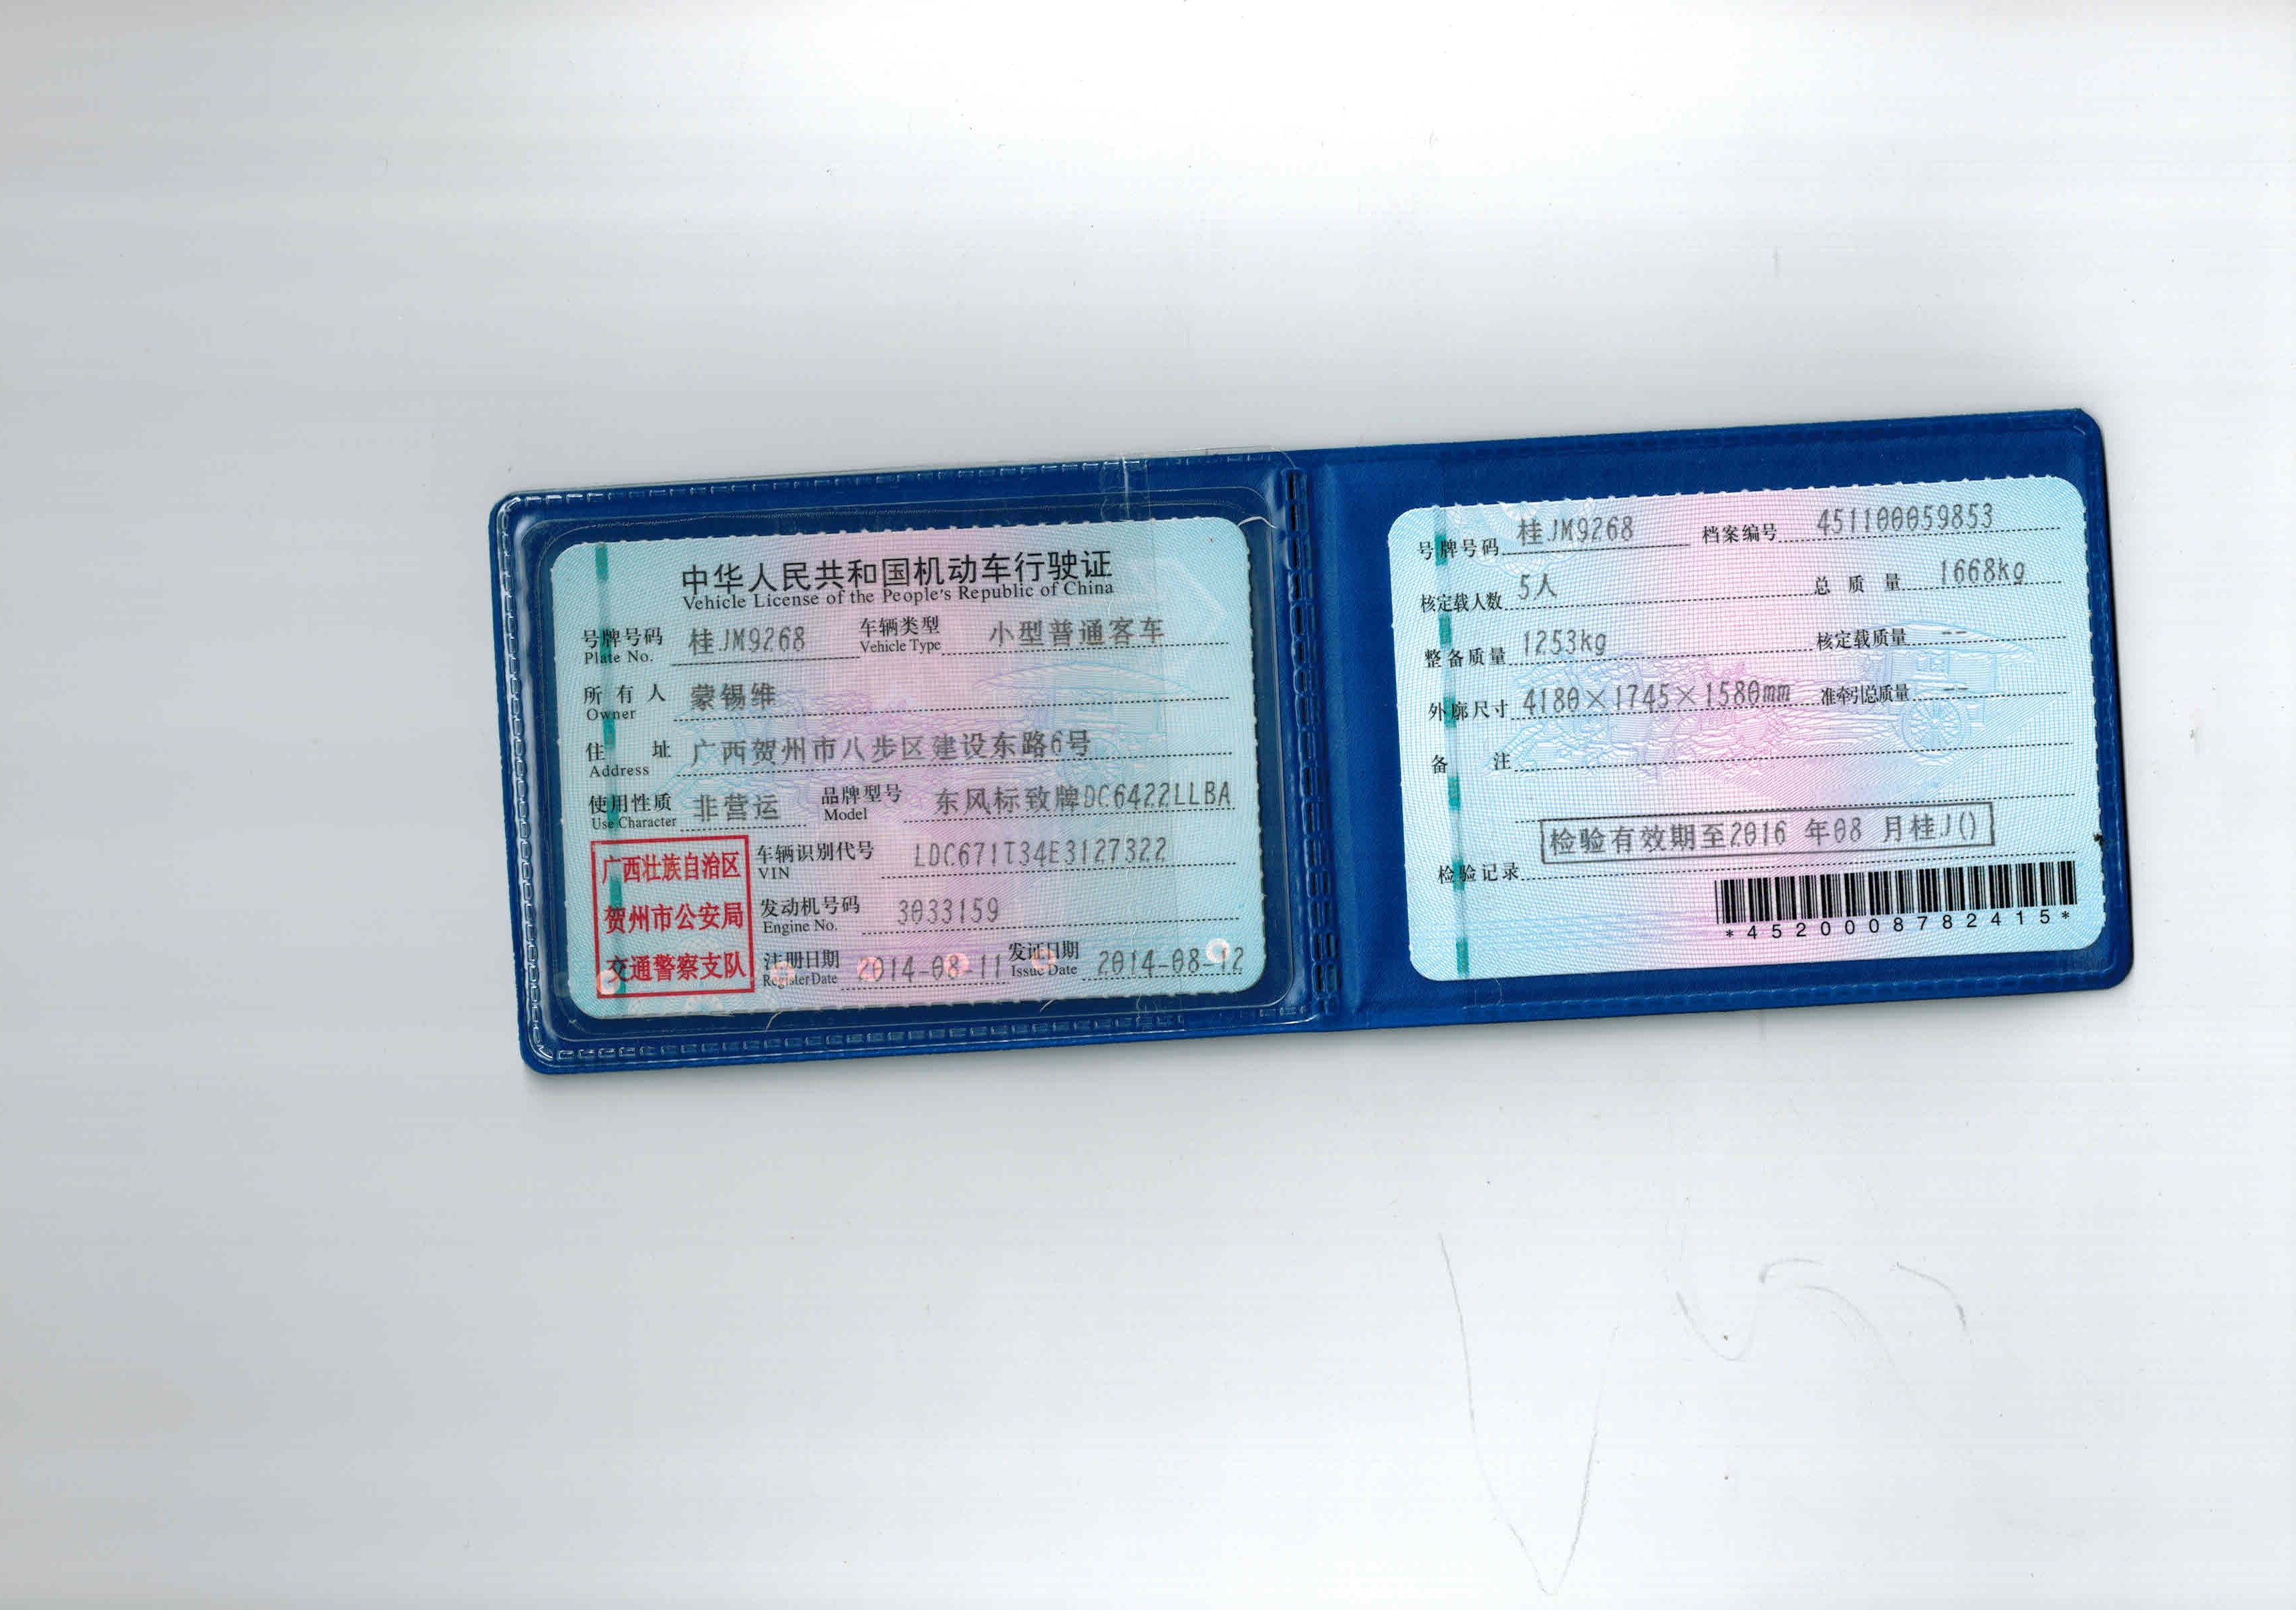 中华人民共和国机动车行驶证
Vehicle License of the People's Republic of China
号牌号码 桂JM9268 车辆类型 小型普通客车
Plate No. Vehicle Type
所有人 蒙锡维
Owner
住址 广西贺州市八步区建设东路6号
Address
使用性质 非营运 品牌型号 东风标致牌DC6422LLBA
Use Character Model
广西壮族自治区
贺州市公安局
交通警察支队
车辆识别代号 LDC671T34E3127322
VIN
发动机号码 3033159
Engine No.
注册日期 2014-08-11 发证日期 2014-08-12
Register Date Issue Date
号牌号码 桂JM9268 档案编号 451100059853
核定载人数 5人 总质量 1668kg
整备质量 1253kg 核定载质量 --
外廓尺寸 4180×1745×1580mm 准牵引总质量 --
备注
检验有效期至2016 年08 月桂J()
检验记录
*4520008782415*